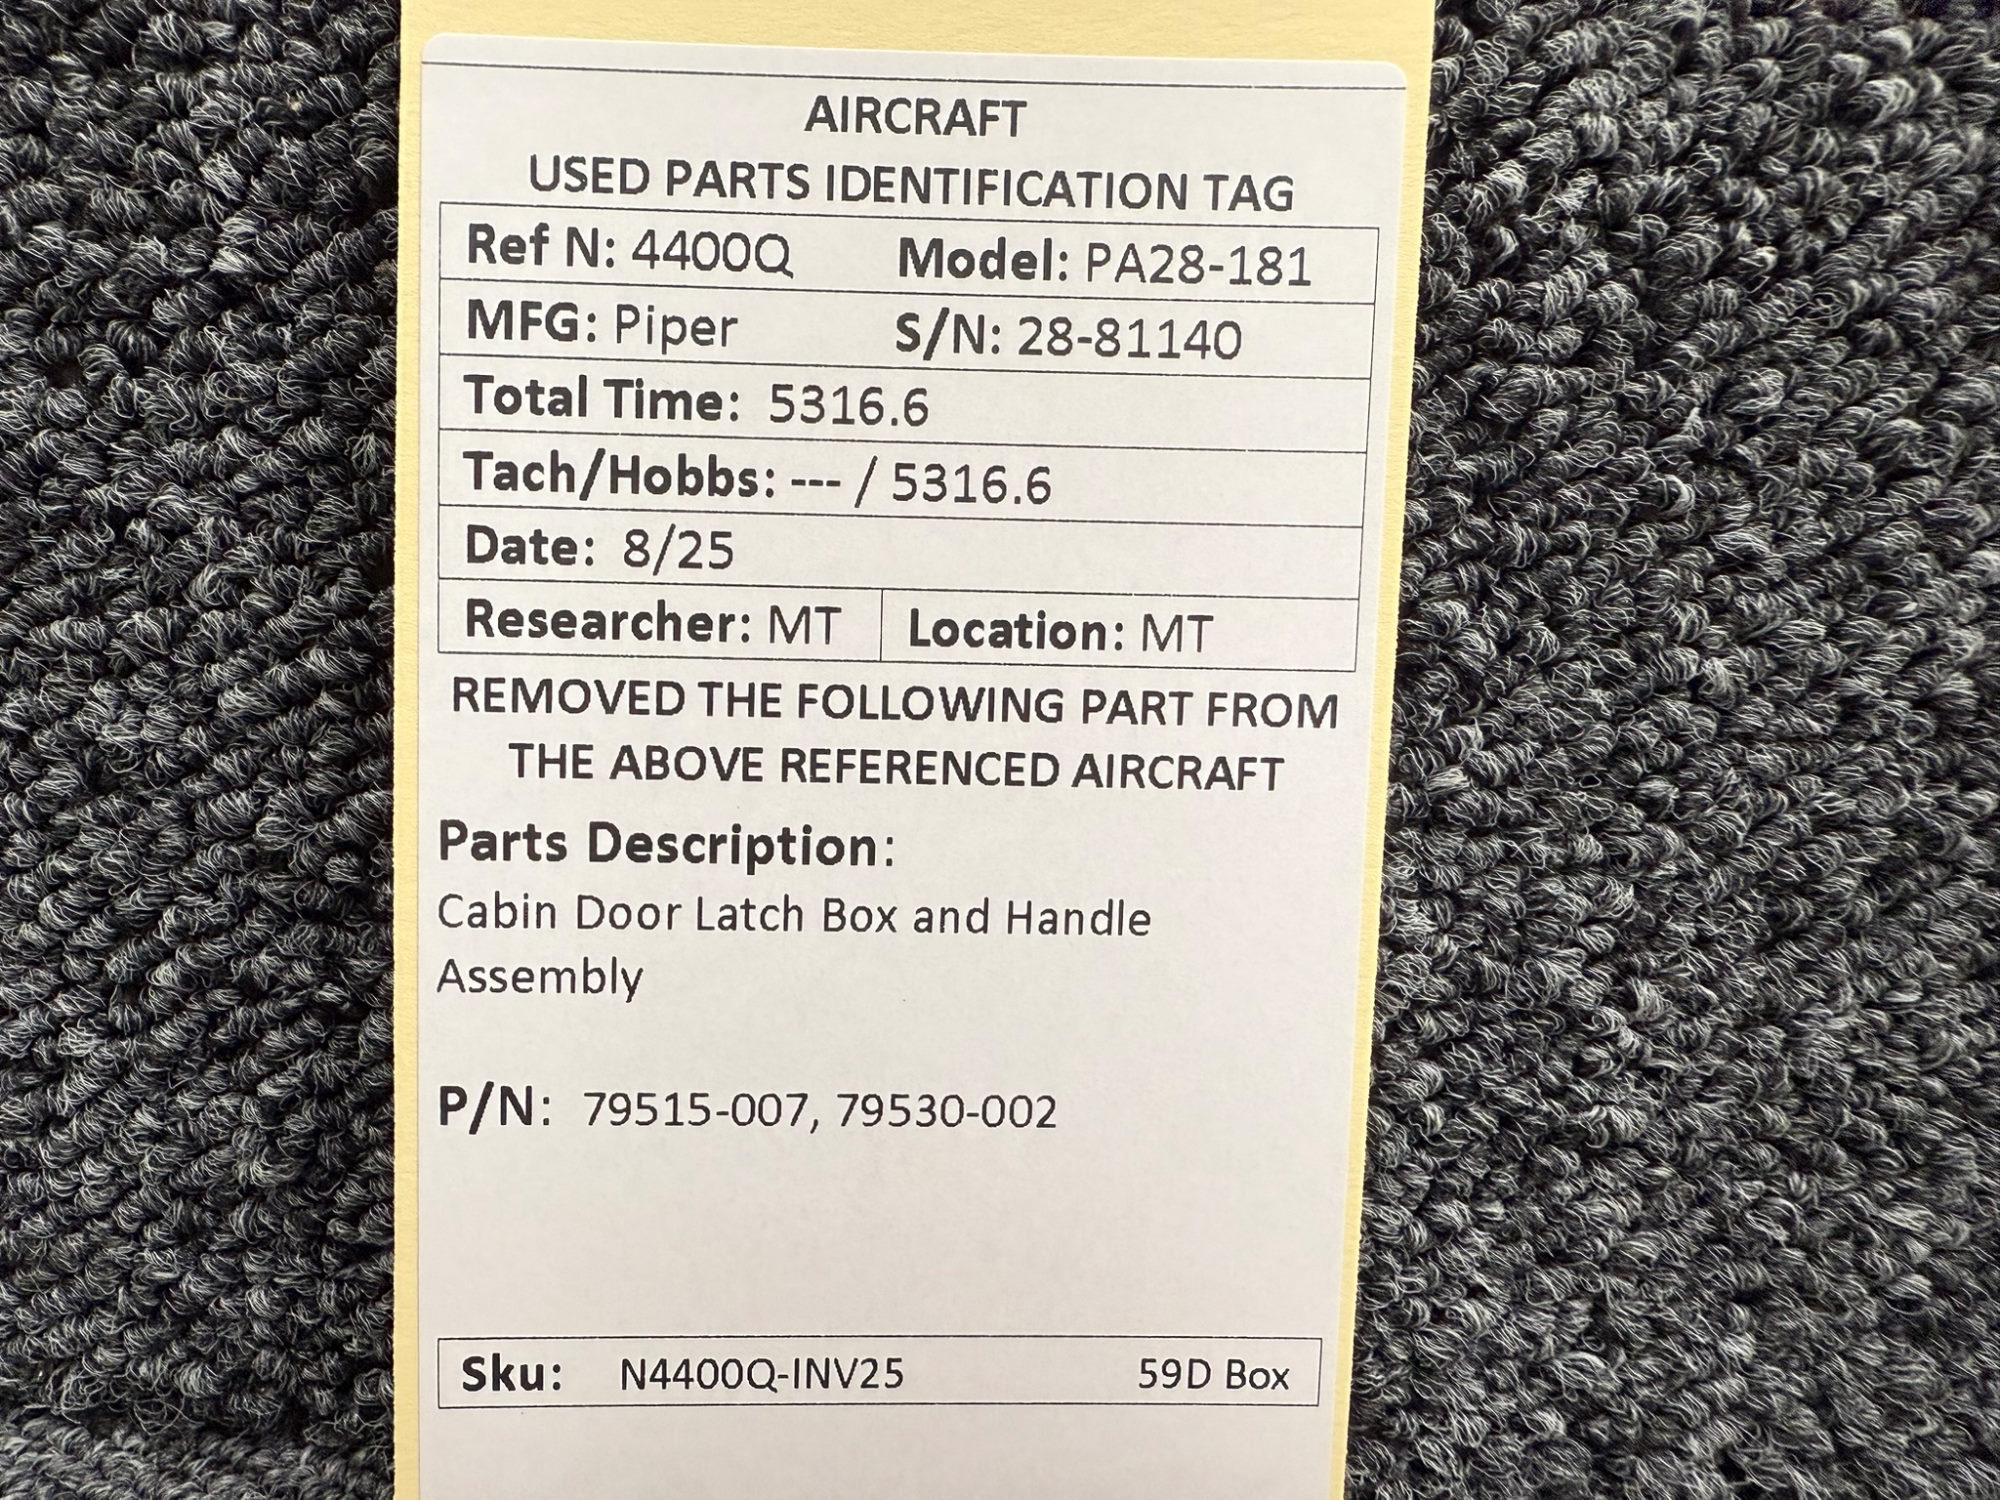 AIRCRAFT
USED PARTS IDENTIFICATION TAG
Ref N: 4400Q Model: PA28-181
MFG: Piper S/N: 28-81140
Total Time: 5316.6
Tach/Hobbs: --- / 5316.6
Date: 8/25
Researcher: MT Location: MT
REMOVED THE FOLLOWING PART FROM
THE ABOVE REFERENCED AIRCRAFT
Parts Description:
Cabin Door Latch Box and Handle
Assembly
P/N: 79515-007, 79530-002
Sku: N4400Q-INV25 59D Box